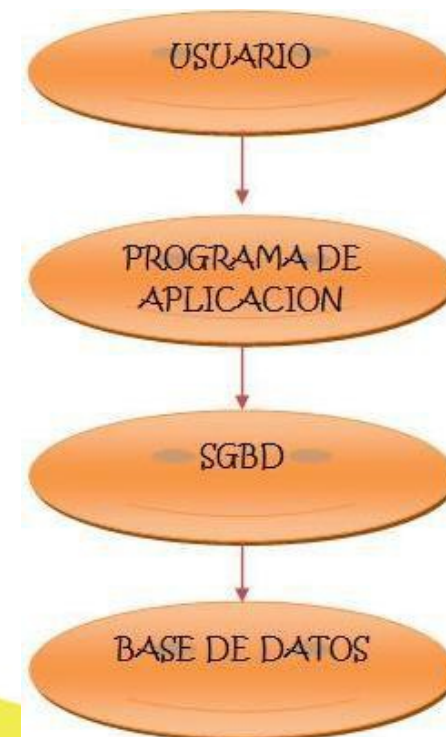 USUARIO
PROGRAMA DE
APLICACION
SGBD
BASE DE DATOS